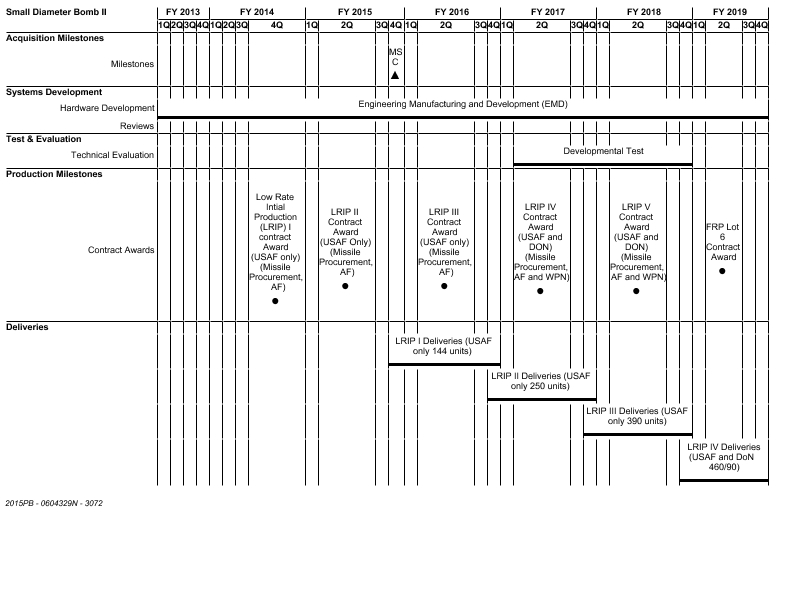 Small Diameter Bomb II FY 2013 FY 2014 FY 2015 FY 2016 FY 2017 FY 2018 FY 2019
1Q 2Q 3Q 4Q 1Q 2Q 3Q 4Q 1Q 2Q 3Q 4Q 1Q 2Q 3Q 4Q 1Q 2Q 3Q 4Q 1Q 2Q 3Q 4Q 1Q 2Q 3Q 4Q
Acquisition Milestones
Milestones
MS
C
Systems Development
Hardware Development
Engineering Manufacturing and Development (EMD)
Reviews
Test & Evaluation
Technical Evaluation
Developmental Test
Production Milestones
Contract Awards
Low Rate
Intial
Production
(LRIP) I
contract
Award
(USAF only)
(Missile
Procurement,
AF)
LRIP II
Contract
Award
(USAF Only)
(Missile
Procurement,
AF)
LRIP III
Contract
Award
(USAF only)
(Missile
Procurement,
AF)
LRIP IV
Contract
Award
(USAF and
DON)
(Missile
Procurement,
AF and WPN)
LRIP V
Contract
Award
(USAF and
DON)
(Missile
Procurement,
AF and WPN)
FRP Lot
6
Contract
Award
Deliveries
LRIP I Deliveries (USAF
only 144 units)
LRIP II Deliveries (USAF
only 250 units)
LRIP III Deliveries (USAF
only 390 units)
LRIP IV Deliveries
(USAF and DoN
460/90)
2015PB - 0604329N - 3072